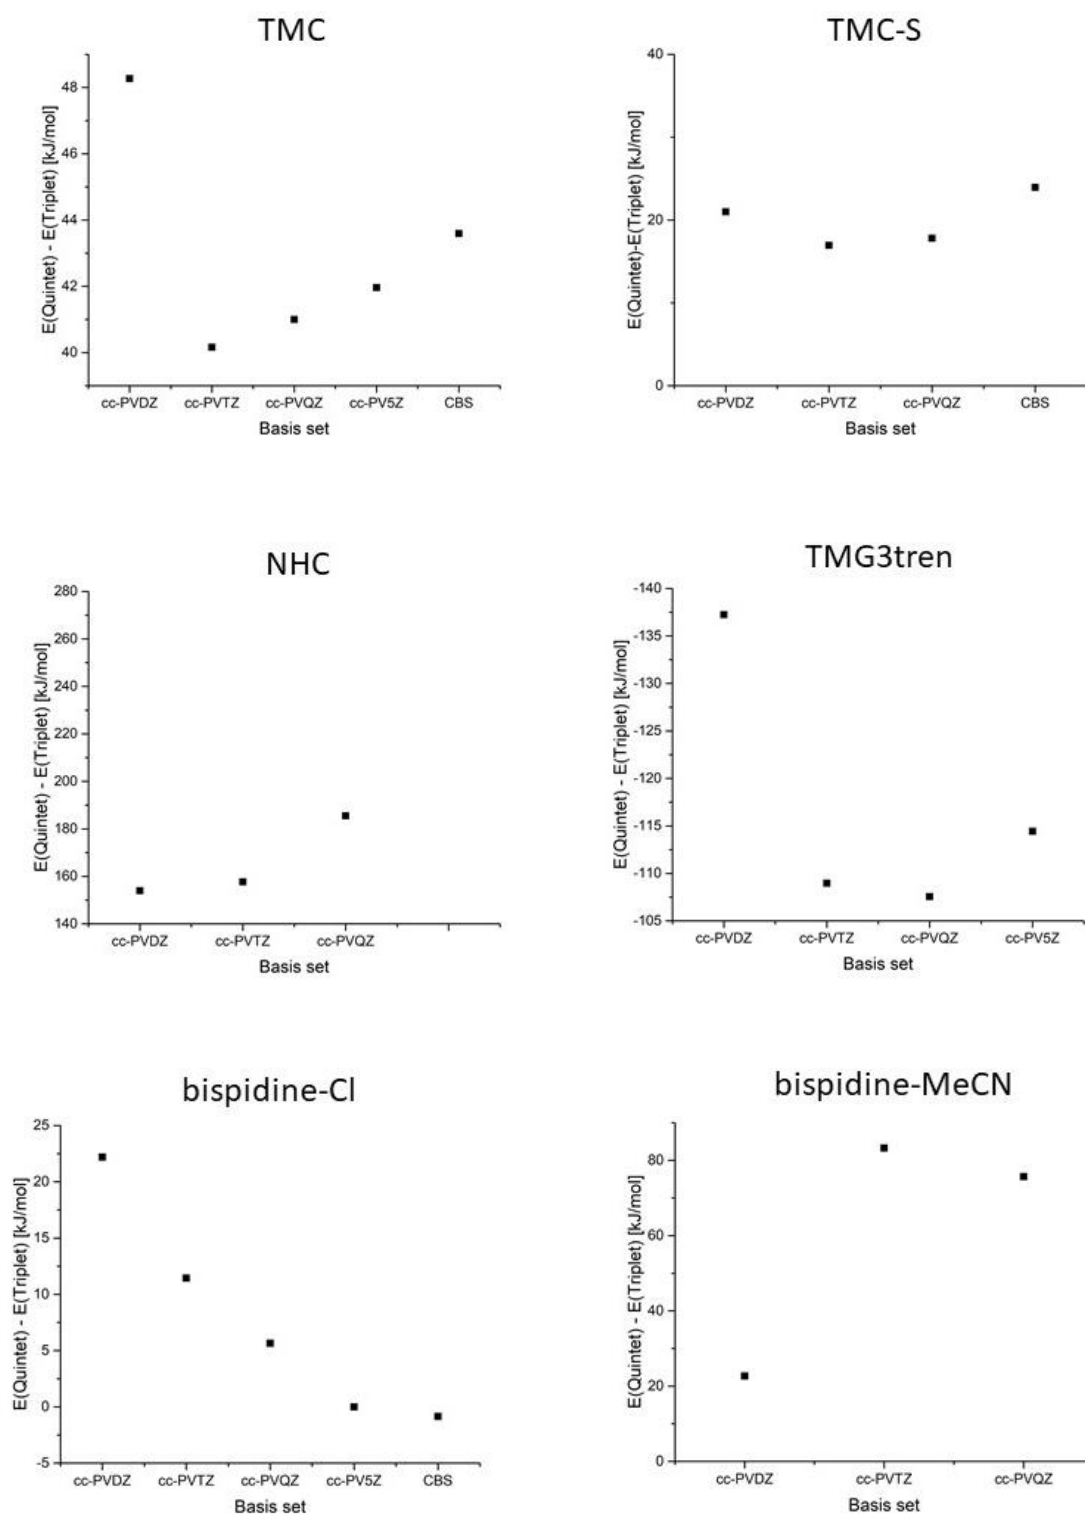 TMC
E(Quintet) - E(Triplet) [kJ/mol]
48
46
44
42
40
cc-PVDZ cc-PVTZ cc-PVQZ cc-PV5Z CBS
Basis set
TMC-S
E(Quintet)-E(Triplet) [kJ/mol]
40
20
0
cc-PVDZ cc-PVTZ cc-PVQZ CBS
Basis set
NHC
E(Quintet) - E(Triplet) [kJ/mol]
280
260
240
220
200
180
160
140
cc-PVDZ cc-PVTZ cc-PVQZ
Basis set
TMG3tren
E(Quintet) - E(Triplet) [kJ/mol]
-140
-135
-130
-125
-120
-115
-110
-105
cc-PVDZ cc-PVTZ cc-PVQZ cc-PV5Z
Basis set
bispidine-Cl
E(Quintet) - E(Triplet) [kJ/mol]
25
20
15
10
5
0
-5
cc-PVDZ cc-PVTZ cc-PVQZ cc-PV5Z CBS
Basis set
bispidine-MeCN
E(Quintet) - E(Triplet) [kJ/mol]
80
60
40
20
0
cc-PVDZ cc-PVTZ cc-PVQZ
Basis set